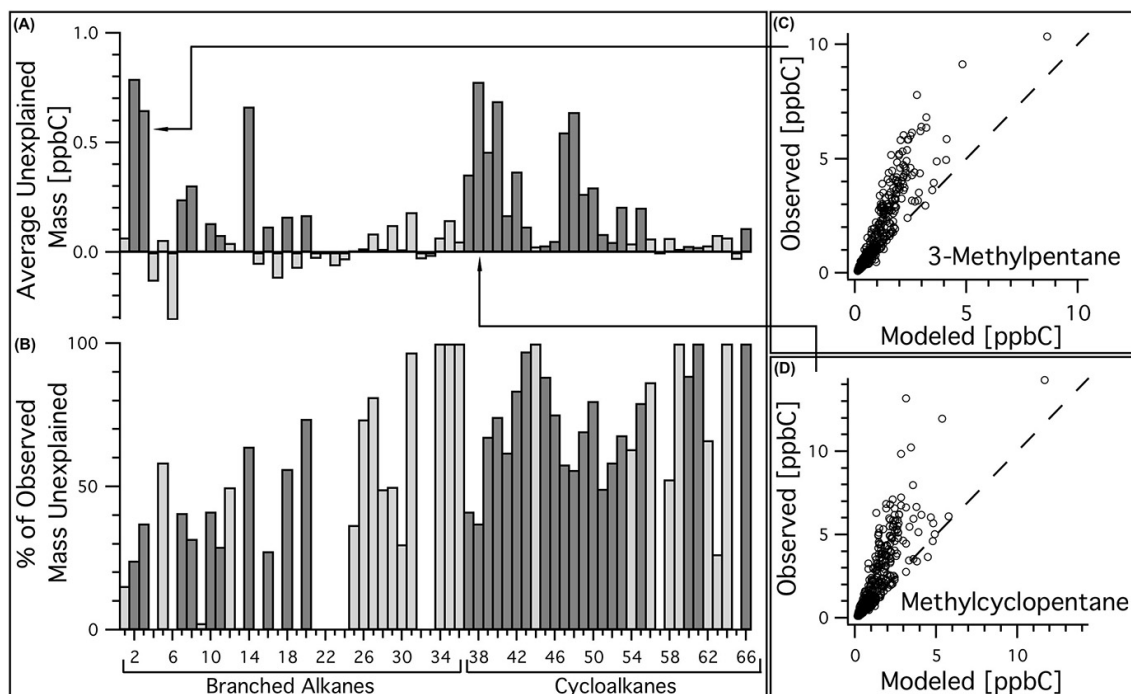 (A)
1.0
0.5
0.0
Average Unexplained
Mass [ppbC]
(B)
100
50
0
% of Observed
Mass Unexplained
2 6 10 14 18 22 26 30 34 38 42 46 50 54 58 62 66
Branched Alkanes Cycloalkanes
(C)
10
5
0
Observed [ppbC]
3-Methylpentane
0 5 10
Modeled [ppbC]
(D)
10
5
0
Observed [ppbC]
Methylcyclopentane
0 5 10
Modeled [ppbC]